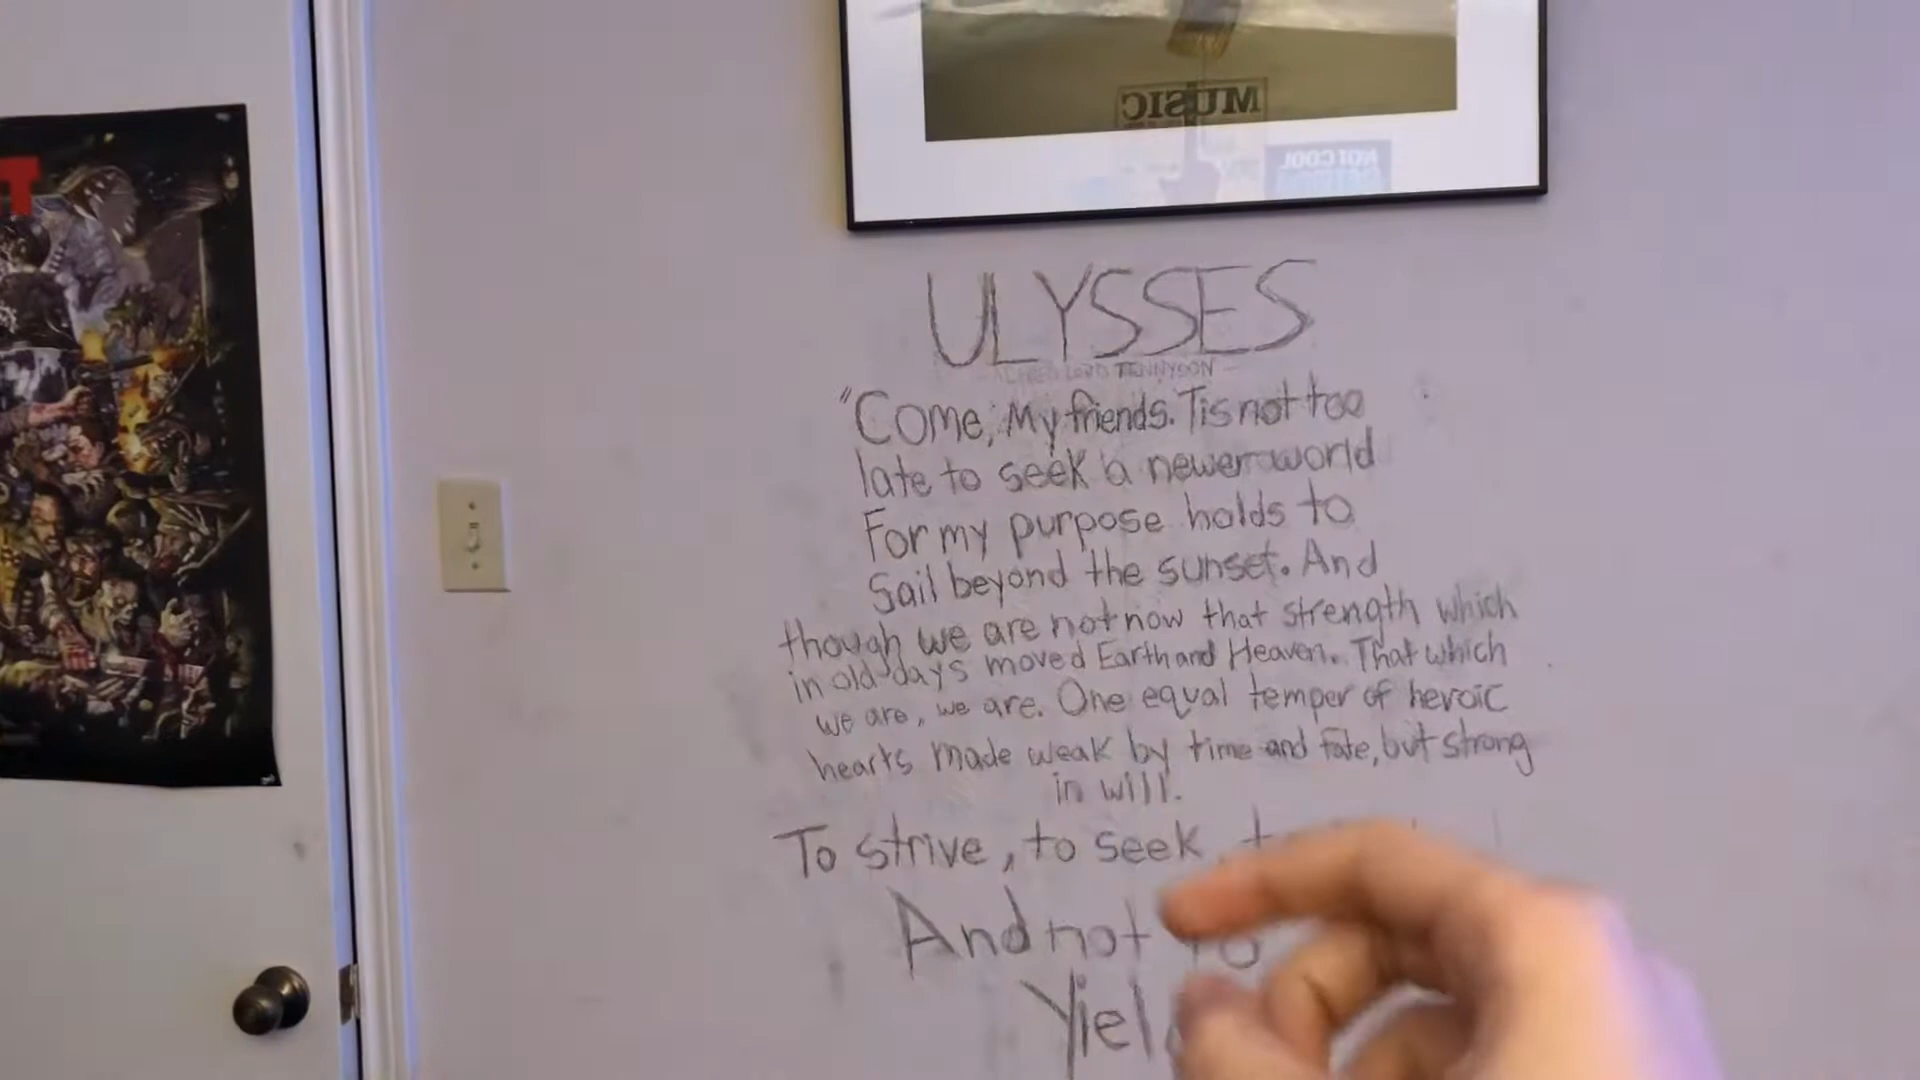 T
MUSIC
NOT COOL
ULYSSES
ALFRED LORD TENNYSON
"Come, My friends. Tis not too
late to seek a newer world
For my purpose holds to
Sail beyond the sunset. And
though we are not now that strength which
in old days moved Earth and Heaven. That which
we are, we are. One equal temper of heroic
hearts made weak by time and fate, but strong
in will.
To strive, to seek, t
And not to
Yiel